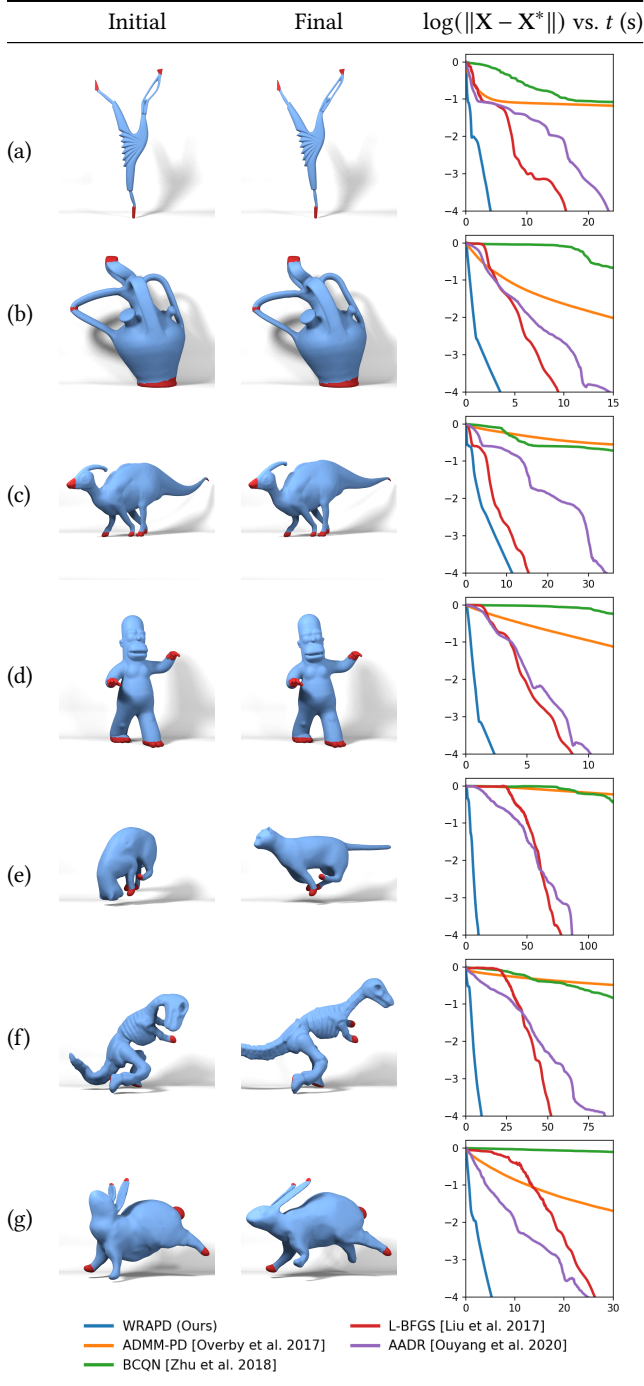 Initial Final log(‖X − X*‖) vs. t (s)
(a)
0
−1
−2
−3
−4
0 10 20
(b)
0
−1
−2
−3
−4
0 5 10 15
(c)
0
−1
−2
−3
−4
0 10 20 30
(d)
0
−1
−2
−3
−4
0 5 10
(e)
0
−1
−2
−3
−4
0 50 100
(f)
0
−1
−2
−3
−4
0 25 50 75
(g)
0
−1
−2
−3
−4
0 10 20 30
WRAPD (Ours) L-BFGS [Liu et al. 2017]
ADMM-PD [Overby et al. 2017] AADR [Ouyang et al. 2020]
BCQN [Zhu et al. 2018]